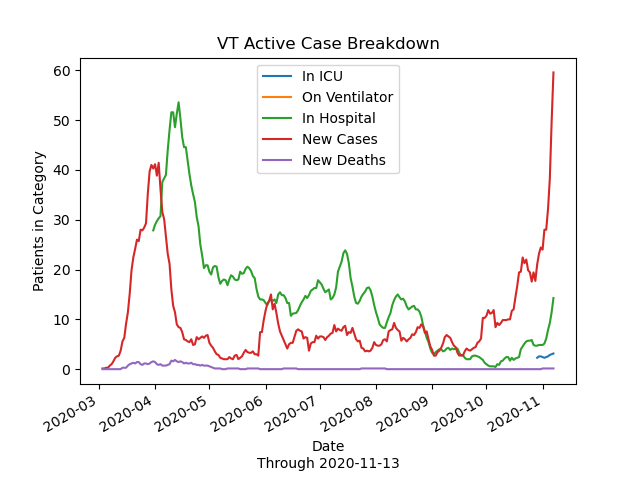 VT Active Case Breakdown
In ICU
On Ventilator
In Hospital
New Cases
New Deaths
Patients in Category
60
50
40
30
20
10
0
2020-03
2020-04
2020-05
2020-06
2020-07
2020-08
2020-09
2020-10
2020-11
Date
Through 2020-11-13